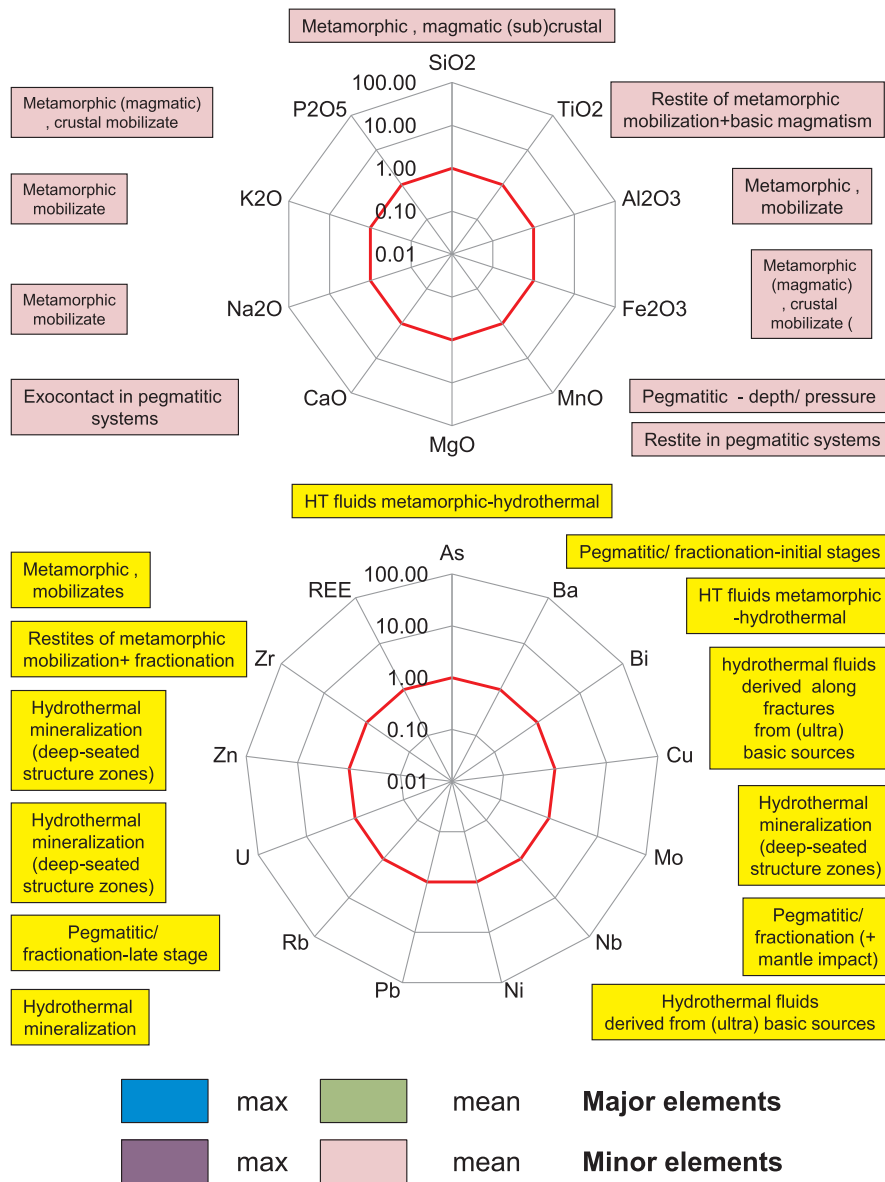 Metamorphic , magmatic (sub)crustal
SiO2
100.00
10.00
1.00
0.10
0.01
TiO2
Al2O3
Fe2O3
MnO
MgO
CaO
Na2O
K2O
P2O5
Metamorphic (magmatic)
, crustal mobilizate
Metamorphic
mobilizate
Metamorphic
mobilizate
Exocontact in pegmatitic
systems
Restite of metamorphic
mobilization+basic magmatism
Metamorphic ,
mobilizate
Metamorphic
(magmatic)
, crustal
mobilizate (
Pegmatitic - depth/ pressure
Restite in pegmatitic systems
HT fluids metamorphic-hydrothermal
As
100.00
10.00
1.00
0.10
0.01
Ba
Bi
Cu
Mo
Nb
Ni
Pb
Rb
U
Zn
Zr
REE
Metamorphic ,
mobilizates
Restites of metamorphic
mobilization+ fractionation
Hydrothermal
mineralization
(deep-seated
structure zones)
Hydrothermal
mineralization
(deep-seated
structure zones)
Pegmatitic/
fractionation-late stage
Hydrothermal
mineralization
Pegmatitic/ fractionation-initial stages
HT fluids metamorphic
-hydrothermal
hydrothermal fluids
derived along
fractures
from (ultra)
basic sources
Hydrothermal
mineralization
(deep-seated
structure zones)
Pegmatitic/
fractionation (+
mantle impact)
Hydrothermal fluids
derived from (ultra) basic sources
max mean Major elements
max mean Minor elements